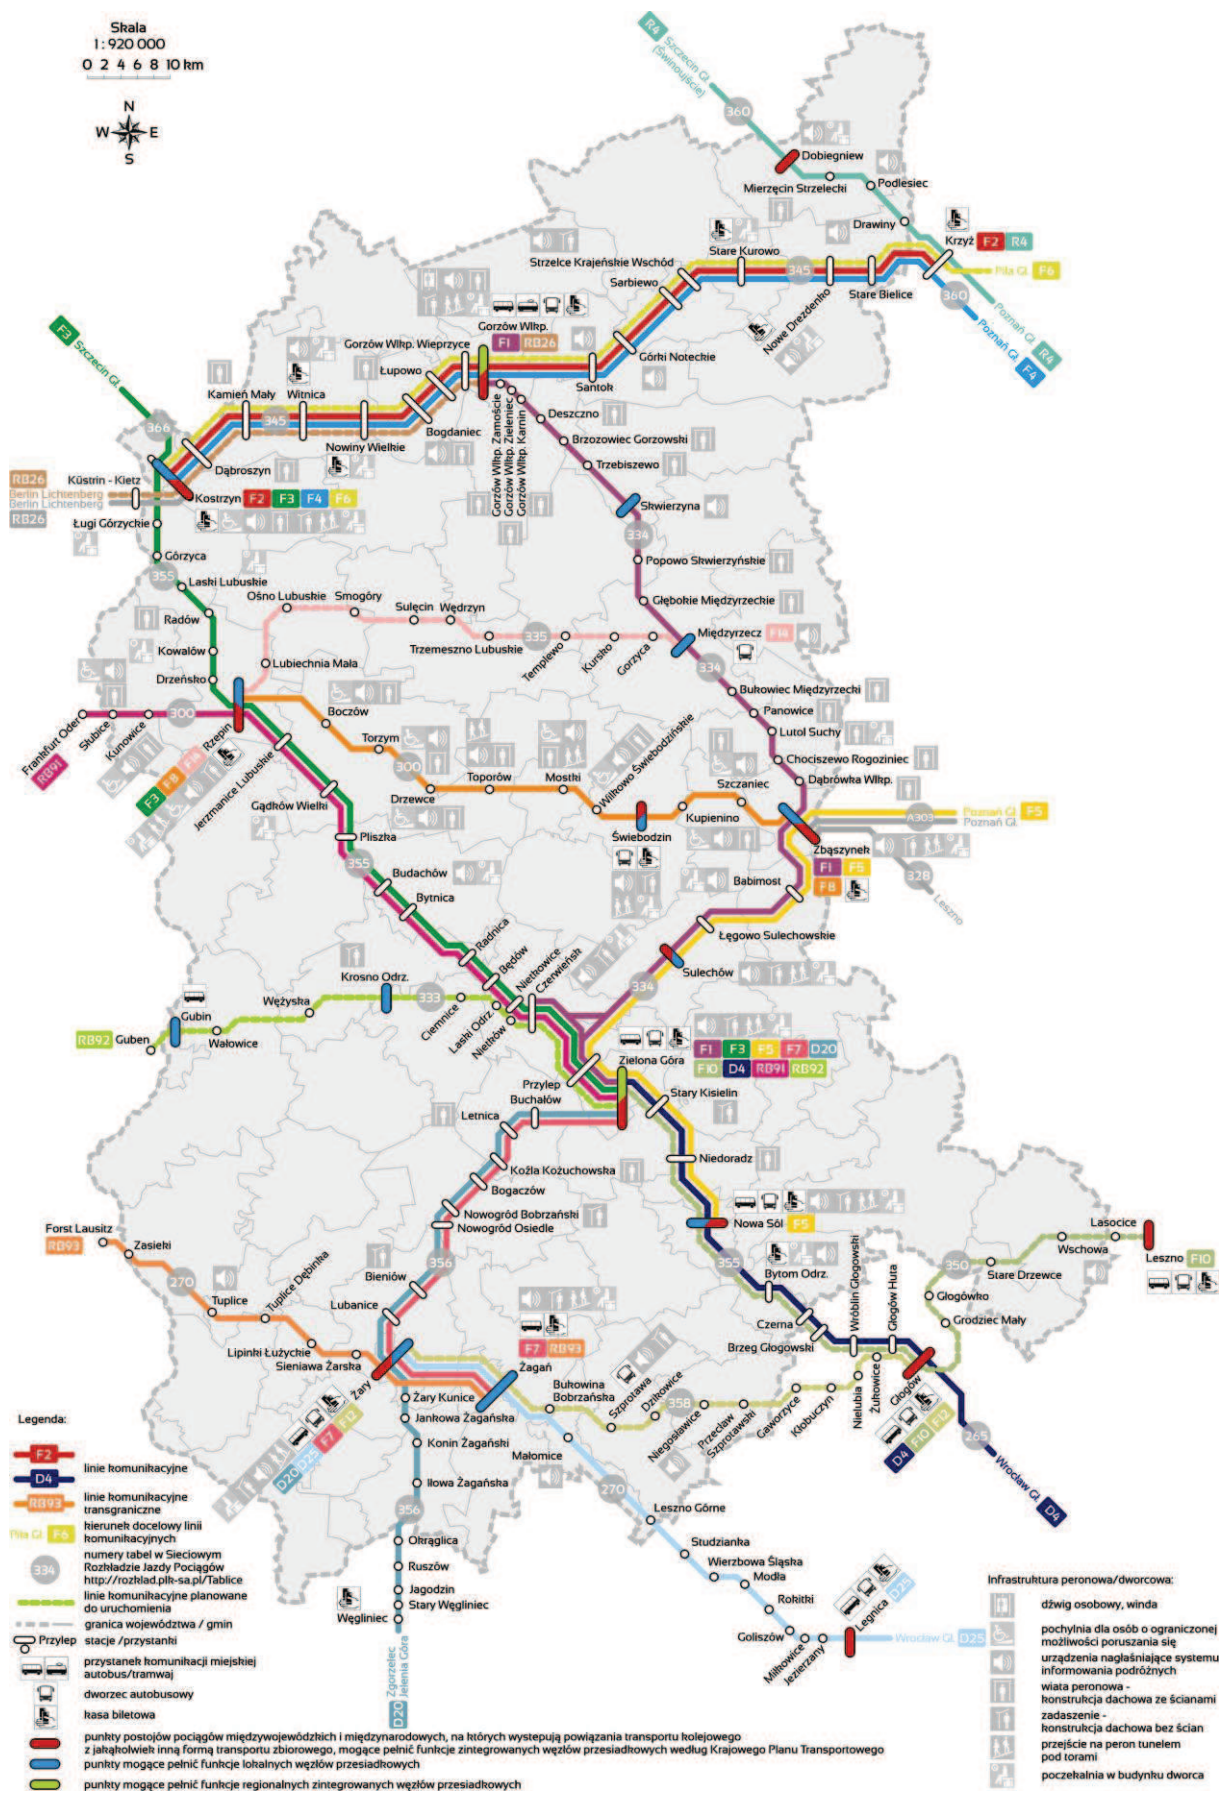 Skala
1 : 920 000
0 2 4 6 8 10 km
N
W E
S
R4 Szczecin Gł.
(Świnoujście)
360
Dobiegniew
Mierzęcin Strzelecki
Podlesiec
Drawiny
Krzyż F2 R4
Piła Gł. F6
360
Poznań Gł. R4
Poznań Gł. F4
Stare Kurowo
Strzelce Krajeńskie Wschód
Sarbiewo
345
Nowe Drezdenko
Stare Bielice
Górki Noteckie
Santok
Gorzów Wlkp.
F1 RB26
Gorzów Wlkp. Wieprzyce
Łupowo
Bogdaniec
Nowiny Wielkie
Witnica
345
Kamień Mały
Dąbroszyn
F3 Szczecin Gł.
366
Kostrzyn F2 F3 F4 F6
Küstrin - Kietz
RB26
Berlin Lichtenberg
Berlin Lichtenberg
RB26
Ługi Górzyckie
Górzyca
355
Laski Lubuskie
Radów
Kowalów
Drzeńsko
Gorzów Wlkp. Zamoście
Gorzów Wlkp. Zieleniec
Gorzów Wlkp. Karnin
Deszczno
Brzozowiec Gorzowski
Trzebiszewo
Skwierzyna
334
Popowo Skwierzyńskie
Głębokie Międzyrzeckie
Międzyrzecz F14
334
Bukowiec Międzyrzecki
Panowice
Lutol Suchy
Chociszewo Rogoziniec
Dąbrówka Wlkp.
Ośno Lubuskie
Smogóry
Sulęcin
Wędrzyn
Trzemeszno Lubuskie
335
Templewo
Kursko
Gorzyca
Lubiechnia Mała
Frankfurt Oder
RB91
Słubice
Kunowice
300
Rzepin
F3 F8 F14
Boczów
Torzym
300
Drzewce
Toporów
Mostki
Wilkowo Świebodzińskie
Świebodzin
Kupienino
Szczaniec
Zbąszynek
F1 F5
F8
Poznań Gł. F5
A303
Poznań Gł.
328
Leszno
Jerzmanice Lubuskie
Gądków Wielki
Pliszka
355
Budachów
Bytnica
Radnica
Będów
Nietkowice
Czerwieńsk
Babimost
Łęgowo Sulechowskie
Sulechów
334
Krosno Odrz.
333
Wężyska
Gubin
Wałowice
RB92 Guben
Ciemnice
Laski Odrz.
Nietków
Zielona Góra
F1 F3 F5 F7 D20
F10 D4 RB91 RB92
Przylep
Buchałów
Letnica
Stary Kisielin
Niedoradz
Nowa Sól F5
Koźla Kożuchowska
Bogaczów
Nowogród Bobrzański
Nowogród Osiedle
356
Bieniów
Lubanice
Forst Lausitz
RB93
Zasieki
270
Tuplice
Tuplice Dębinka
Lipinki Łużyckie
Sieniawa Żarska
Żary
D20 D25 F7 F12
Żagań
F7 RB93
Żary Kunice
Jankowa Żagańska
Konin Żagański
Iłowa Żagańska
356
Okrąglica
Ruszów
Jagodzin
Stary Węgliniec
Węgliniec
Zgorzelec
Jelenia Góra
D20
355
Bytom Odrz.
Czerna
Brzeg Głogowski
Wróblin Głogowski
Głogów Huta
Głogów
D4 F10 F12
265
Wrocław Gł. D4
350
Głogówko
Grodziec Mały
Stare Drzewce
Wschowa
Lasocice
Leszno F10
Bukowina
Bobrzańska
Szprotawa
Dzikowice
358
Niegosławice
Przecław
Szprotawski
Gaworzyce
Kłobuczyn
Nielubia
Żukowice
Małomice
270
Leszno Górne
Studzianka
Wierzbowa Śląska
Modła
Rokitki
Goliszów
Miłkowice
Jezierzany
Legnica D25
Wrocław Gł. D25
Legenda:
F2
D4
linie komunikacyjne
RB93
linie komunikacyjne
transgraniczne
Piła Gł. F6
kierunek docelowy linii
komunikacyjnych
334
numery tabel w Sieciowym
Rozkładzie Jazdy Pociągów
http://rozklad.plk-sa.pl/Tablice
linie komunikacyjne planowane
do uruchomienia
granica województwa / gmin
Przylep stacje /przystanki
przystanek komunikacji miejskiej
autobus/tramwaj
dworzec autobusowy
kasa biletowa
punkty postojów pociągów międzywojewódzkich i międzynarodowych, na których wystepują powiązania transportu kolejowego
z jakąkolwiek inną formą transportu zbiorowego, mogące pełnić funkcje zintegrowanych węzłów przesiadkowych według Krajowego Planu Transportowego
punkty mogące pełnić funkcje lokalnych węzłów przesiadkowych
punkty mogące pełnić funkcje regionalnych zintegrowanych węzłów przesiadkowych
Infrastruktura peronowa/dworcowa:
dźwig osobowy, winda
pochylnia dla osób o ograniczonej
możliwości poruszania się
urządzenia nagłaśniające systemu
informowania podróżnych
wiata peronowa -
konstrukcja dachowa ze ścianami
zadaszenie -
konstrukcja dachowa bez ścian
przejście na peron tunelem
pod torami
poczekalnia w budynku dworca